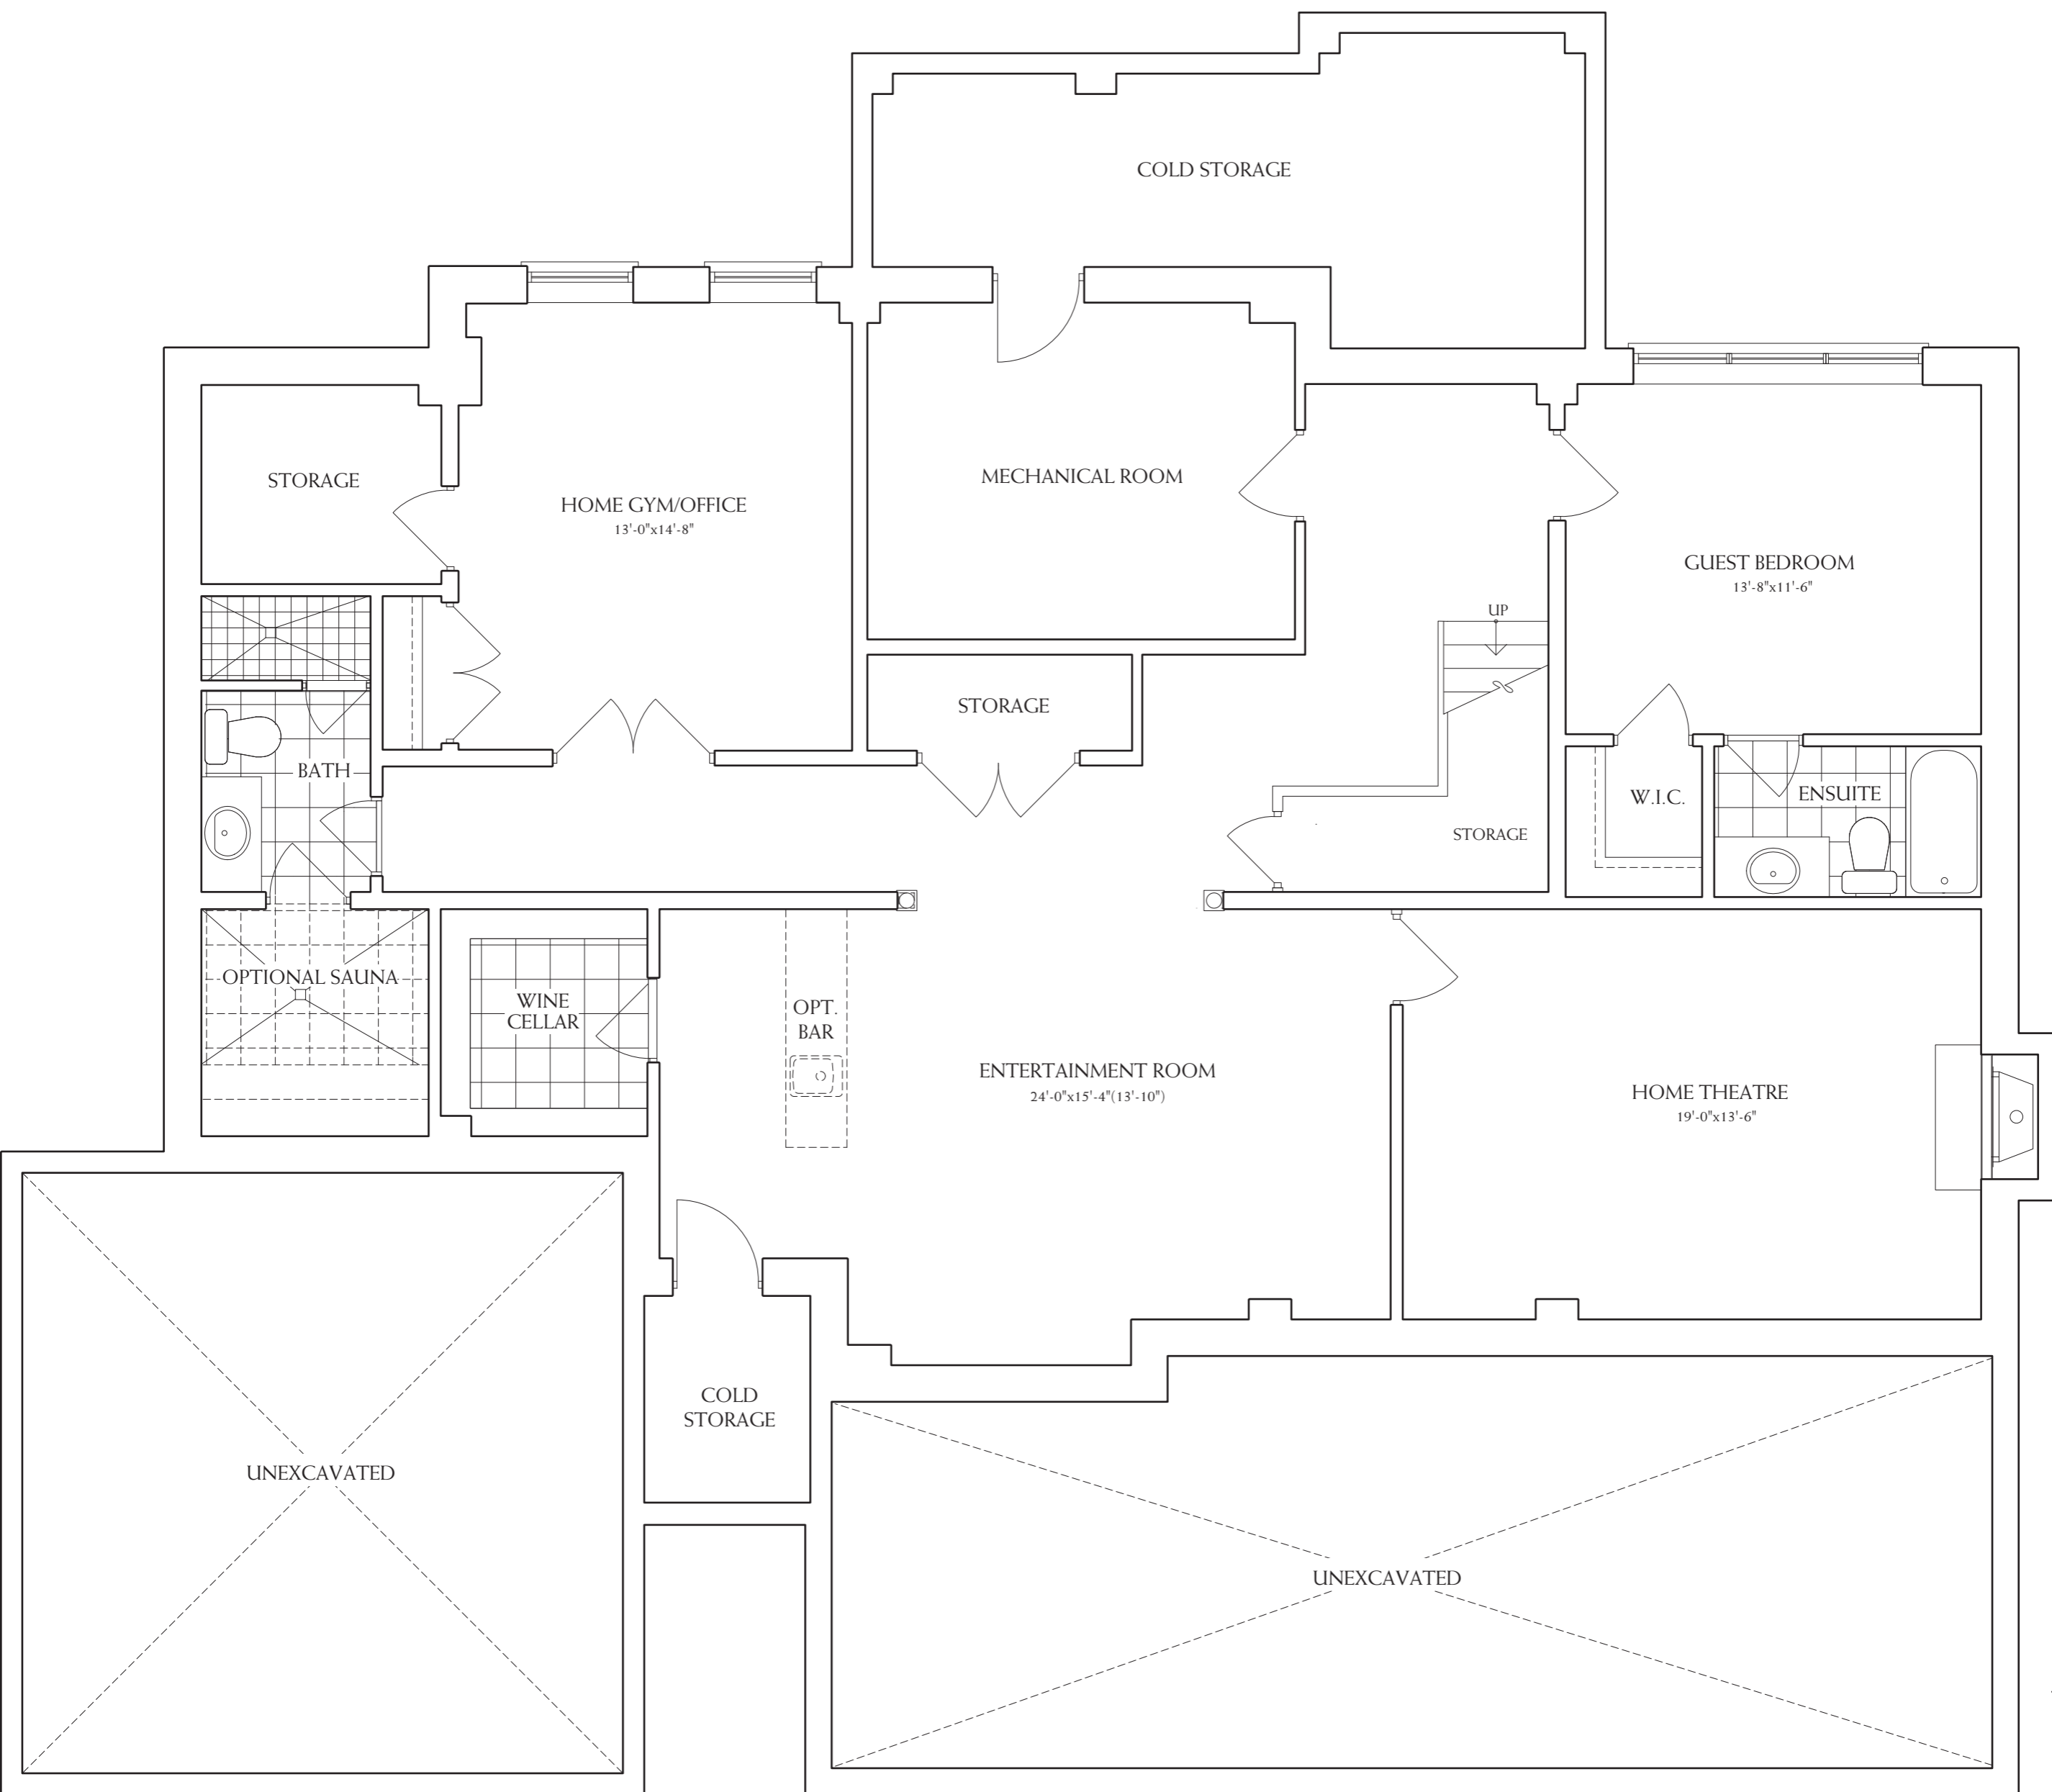 COLD STORAGE
STORAGE
HOME GYM/OFFICE
13'-0"x14'-8"
MECHANICAL ROOM
GUEST BEDROOM
13'-8"x11'-6"
UP
STORAGE
BATH
W.I.C.
ENSUITE
STORAGE
OPTIONAL SAUNA
WINE
CELLAR
OPT.
BAR
ENTERTAINMENT ROOM
24'-0"x15'-4"(13'-10")
HOME THEATRE
19'-0"x13'-6"
COLD
STORAGE
UNEXCAVATED
UNEXCAVATED